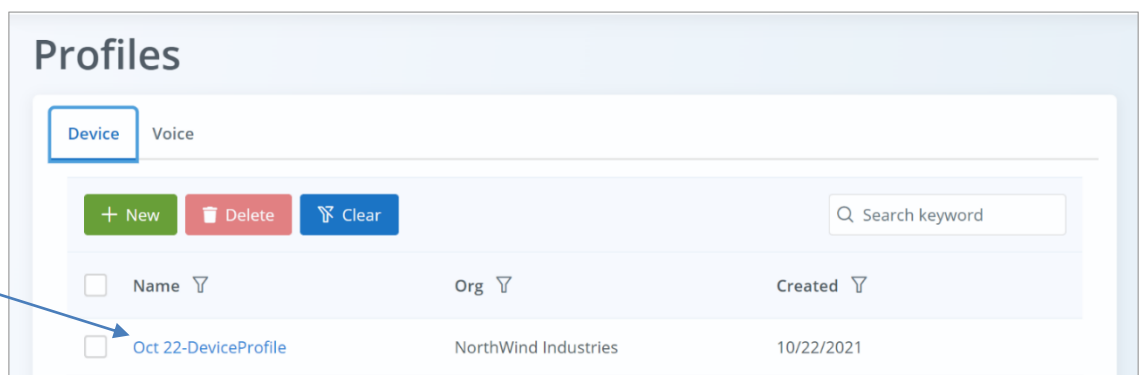 Profiles
Device Voice
+ New Delete Clear Search keyword
Name Org Created
Oct 22-DeviceProfile NorthWind Industries 10/22/2021